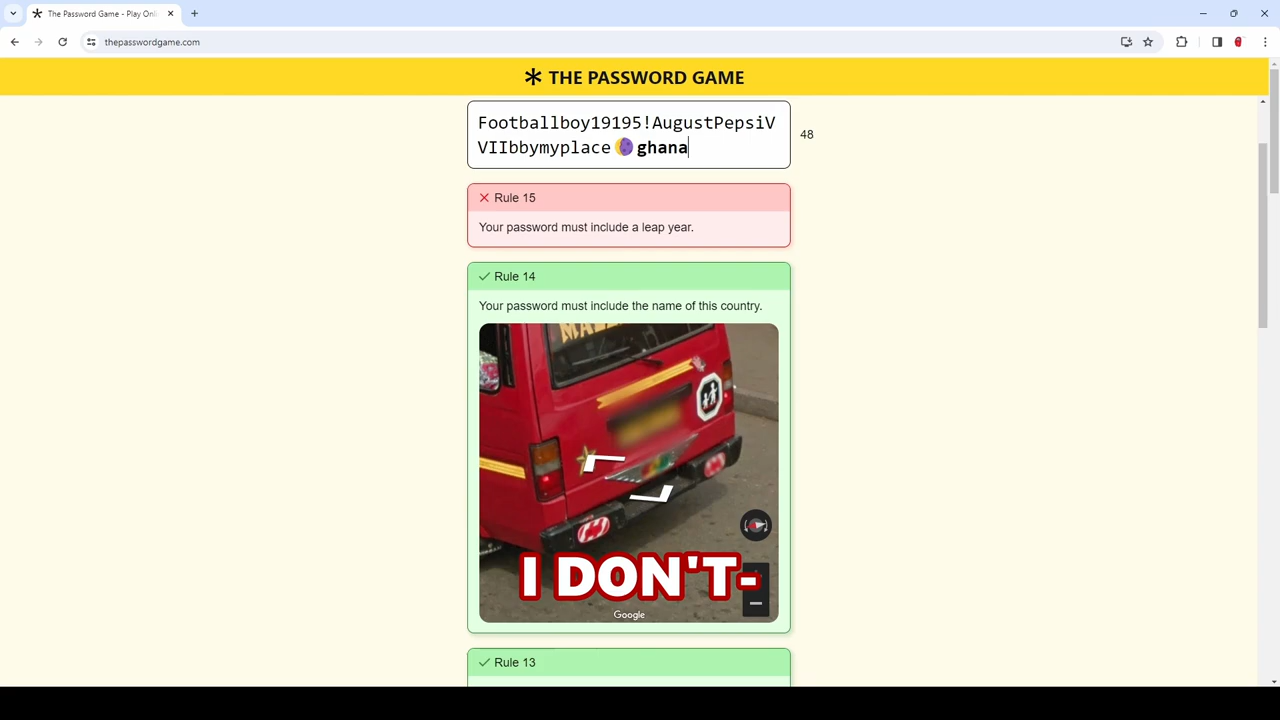 The Password Game - Play Onli
thepasswordgame.com
THE PASSWORD GAME
Footballboy19195!AugustPepsiV
VIIbbymyplace🌖ghana
48
Rule 15
Your password must include a leap year.
Rule 14
Your password must include the name of this country.
I DON'T-
Google
Rule 13